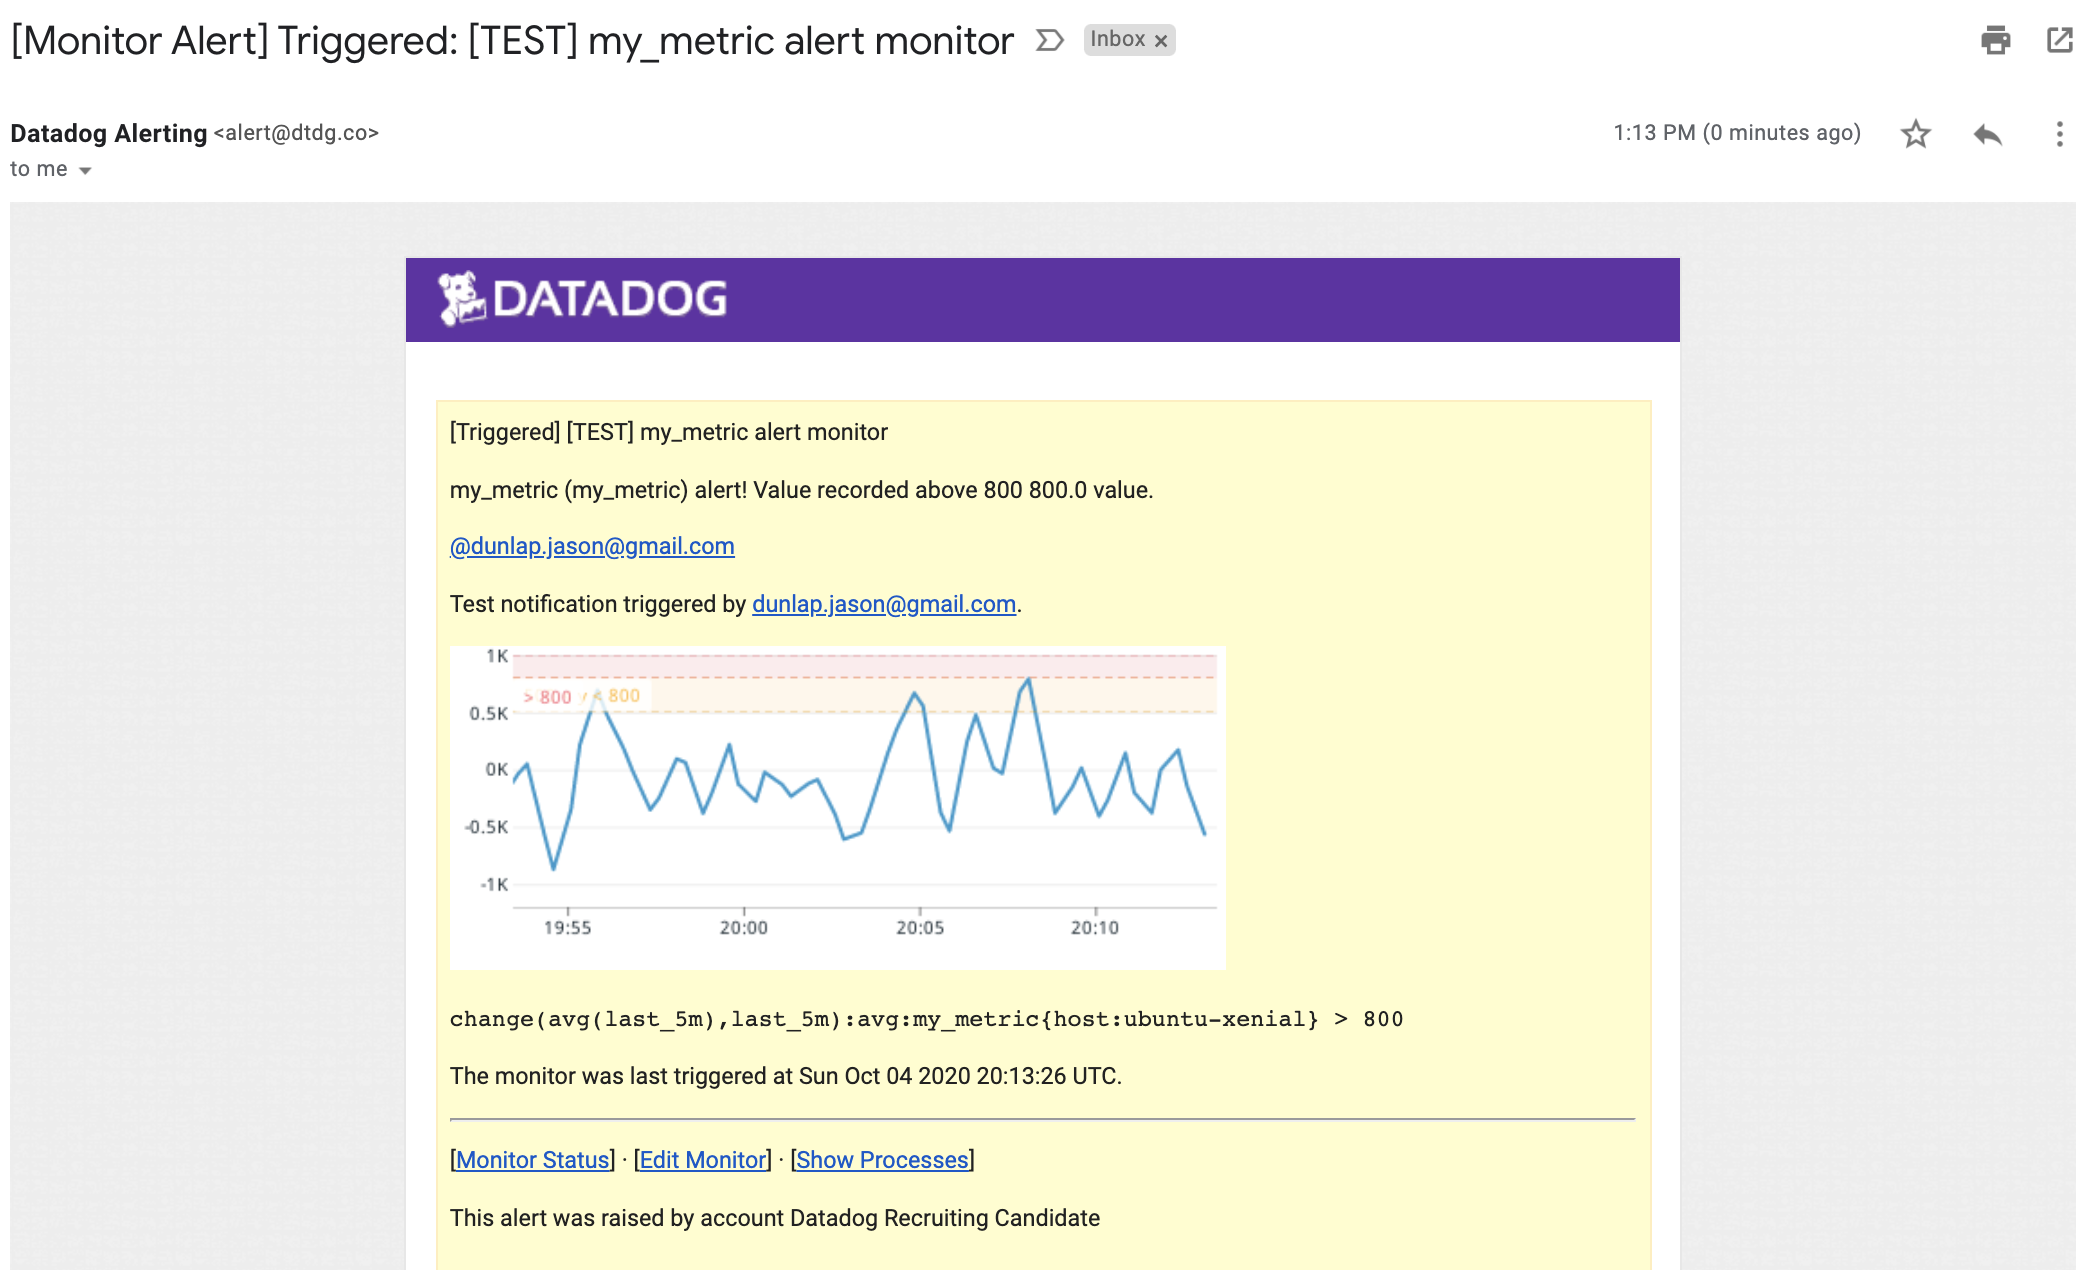 [Monitor Alert] Triggered: [TEST] my_metric alert monitor Inbox x
Datadog Alerting <alert@dtdg.co> 1:13 PM (0 minutes ago)
to me
DATADOG
[Triggered] [TEST] my_metric alert monitor
my_metric (my_metric) alert! Value recorded above 800 800.0 value.
@dunlap.jason@gmail.com
Test notification triggered by dunlap.jason@gmail.com.
1K
> 800 < 800
0.5K
0K
-0.5K
-1K
19:55 20:00 20:05 20:10
change(avg(last_5m),last_5m):avg:my_metric{host:ubuntu-xenial} > 800
The monitor was last triggered at Sun Oct 04 2020 20:13:26 UTC.
[Monitor Status] · [Edit Monitor] · [Show Processes]
This alert was raised by account Datadog Recruiting Candidate